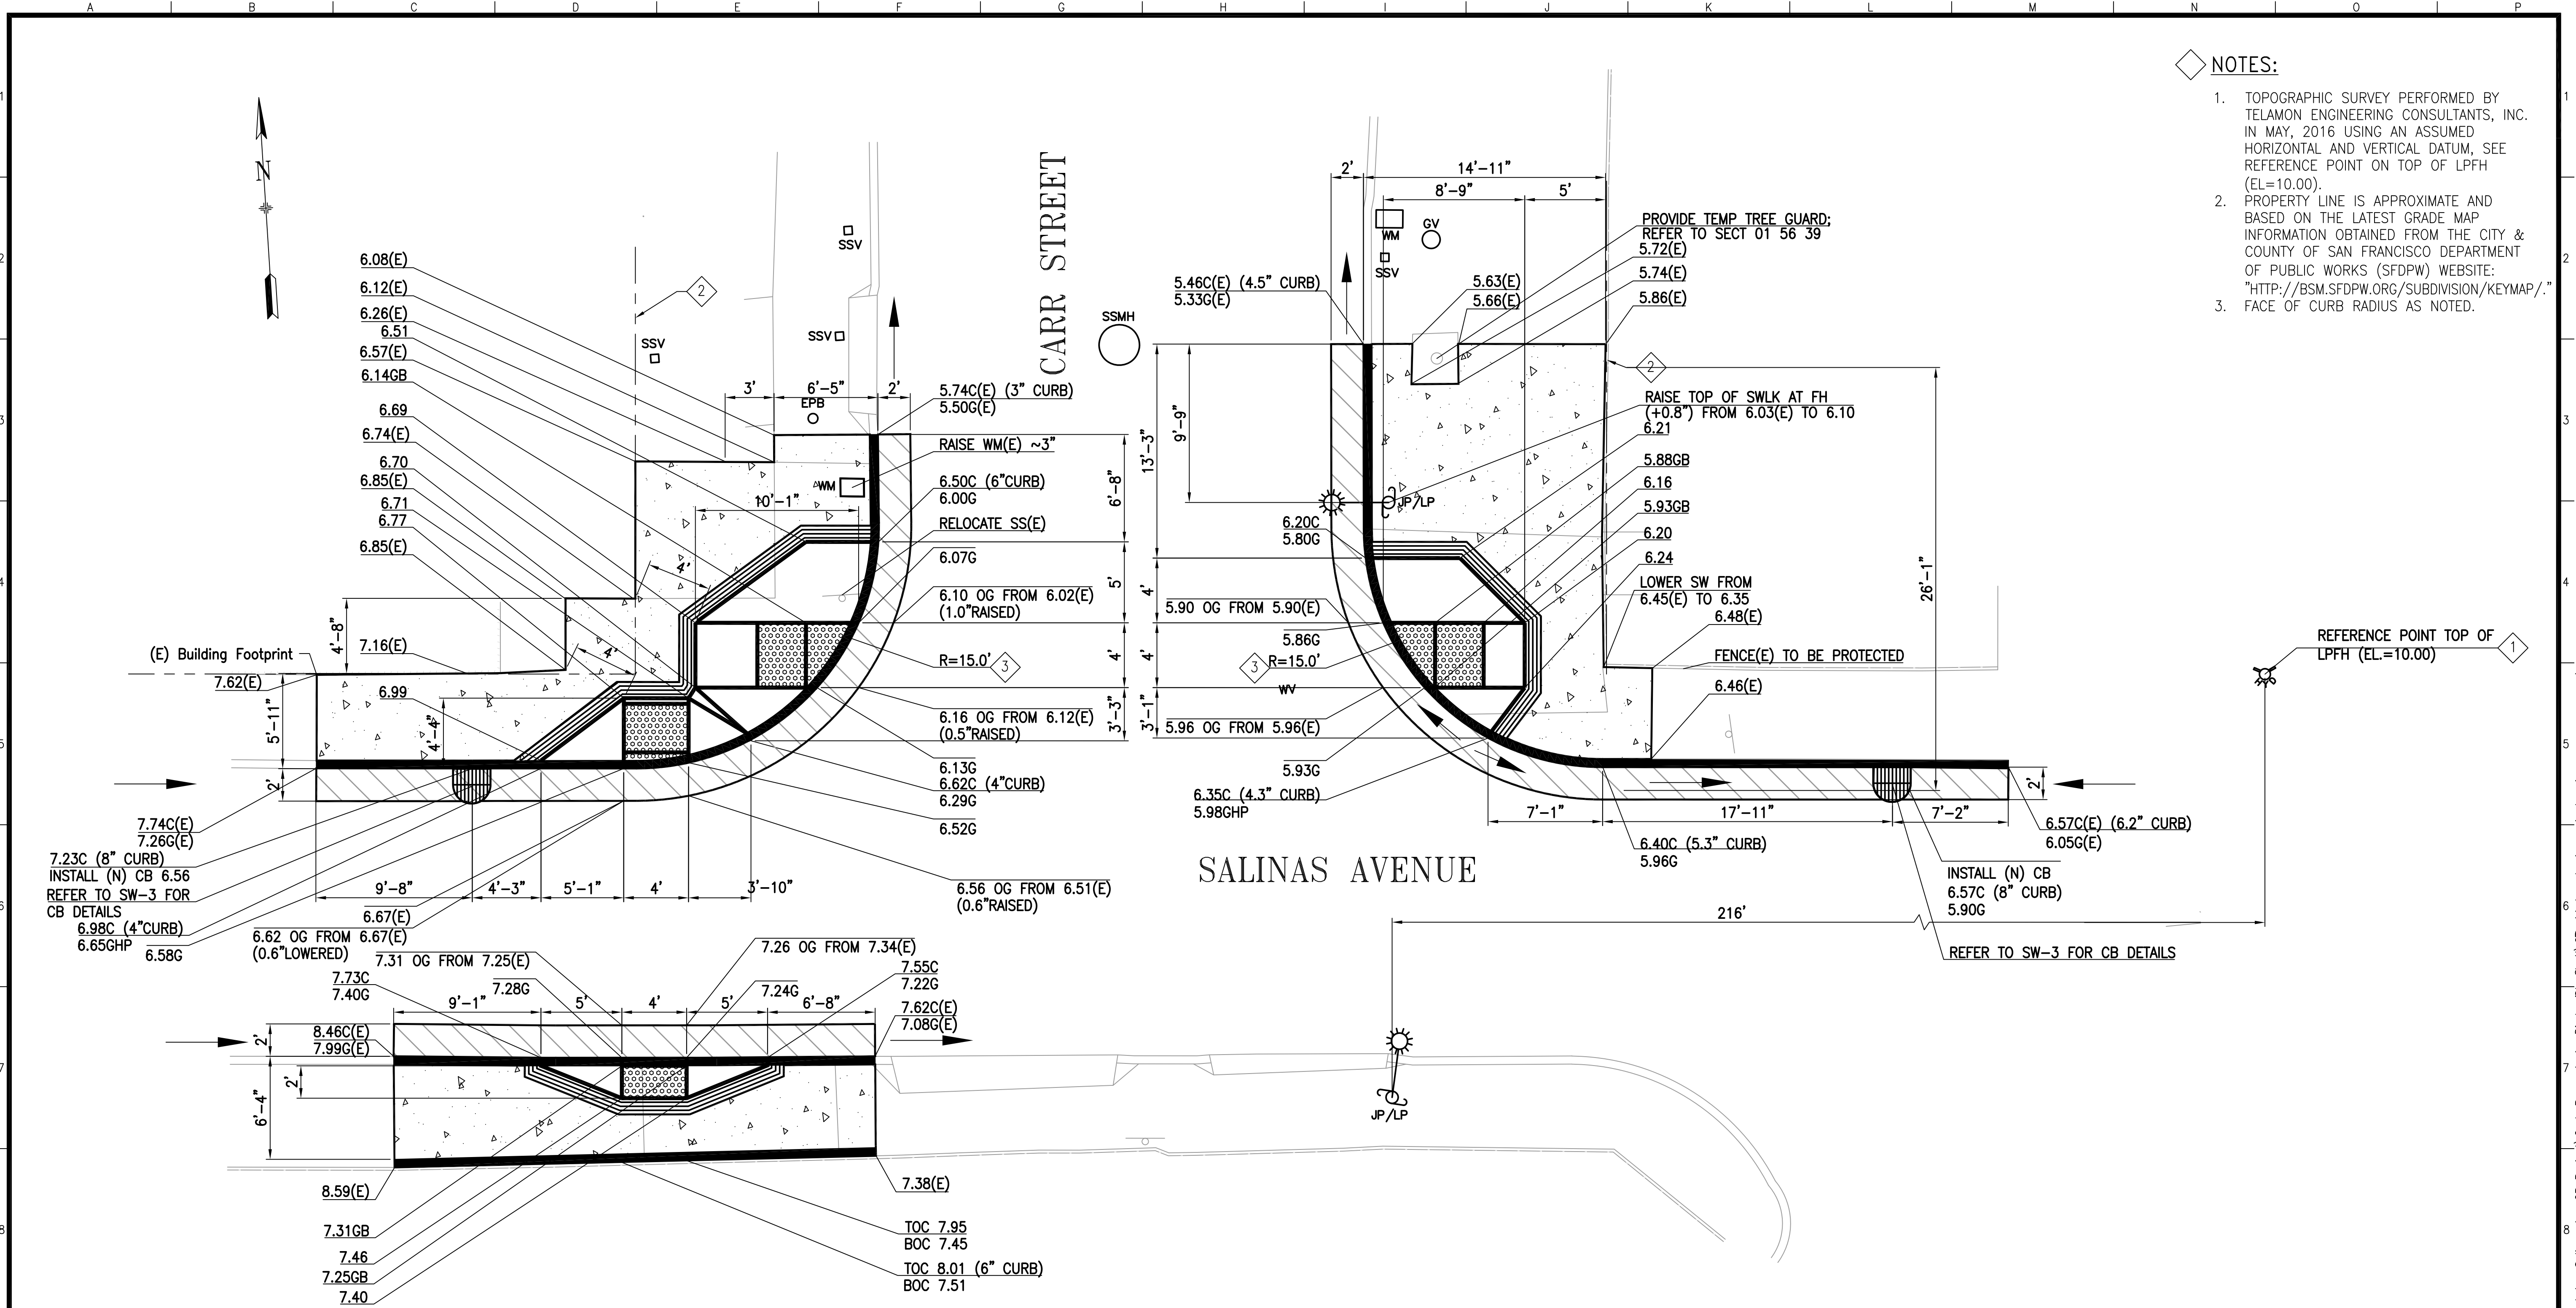 A B C D E F G H I J K L M N O P
1
2
3
4
5
6
7
8
1
2
3
4
5
6
7
8
NOTES:
1. TOPOGRAPHIC SURVEY PERFORMED BY
TELAMON ENGINEERING CONSULTANTS, INC.
IN MAY, 2016 USING AN ASSUMED
HORIZONTAL AND VERTICAL DATUM, SEE
REFERENCE POINT ON TOP OF LPFH
(EL=10.00).
2. PROPERTY LINE IS APPROXIMATE AND
BASED ON THE LATEST GRADE MAP
INFORMATION OBTAINED FROM THE CITY &
COUNTY OF SAN FRANCISCO DEPARTMENT
OF PUBLIC WORKS (SFDPW) WEBSITE:
"HTTP://BSM.SFDPW.ORG/SUBDIVISION/KEYMAP/."
3. FACE OF CURB RADIUS AS NOTED.
N
CARR STREET
SALINAS AVENUE
6.08(E)
6.12(E)
6.26(E)
6.51
6.57(E)
6.14GB
6.69
6.74(E)
6.70
6.85(E)
6.71
6.77
6.85(E)
2
SSV
SSV
SSV
SSMH
3'
6'-5"
2'
EPB
WM
10'-1"
4'
4'
4'-8"
(E) Building Footprint
7.16(E)
7.62(E)
6.99
5'-11"
4'-4"
2'
5.74C(E) (3" CURB)
5.50G(E)
RAISE WM(E) ~3"
6.50C (6"CURB)
6.00G
RELOCATE SS(E)
6.07G
6.10 OG FROM 6.02(E)
(1.0"RAISED)
R=15.0'
3
6.16 OG FROM 6.12(E)
(0.5"RAISED)
6.13G
6.62C (4"CURB)
6.29G
6.52G
6.56 OG FROM 6.51(E)
(0.6"RAISED)
6'-8"
5'
4'
3'-3"
7.74C(E)
7.26G(E)
7.23C (8" CURB)
INSTALL (N) CB 6.56
REFER TO SW-3 FOR
CB DETAILS
6.98C (4"CURB)
6.65GHP
6.58G
9'-8"
4'-3"
5'-1"
4'
3'-10"
6.67(E)
6.62 OG FROM 6.67(E)
(0.6"LOWERED)
2'
14'-11"
8'-9"
5'
WM
GV
SSV
5.46C(E) (4.5" CURB)
5.33G(E)
5.63(E)
5.66(E)
PROVIDE TEMP TREE GUARD;
REFER TO SECT 01 56 39
5.72(E)
5.74(E)
5.86(E)
2
RAISE TOP OF SWLK AT FH
(+0.8") FROM 6.03(E) TO 6.10
6.21
5.88GB
6.16
5.93GB
6.20
6.24
LOWER SW FROM
6.45(E) TO 6.35
6.48(E)
FENCE(E) TO BE PROTECTED
6.46(E)
13'-3"
9'-9"
4'
4'
3'-1"
JP/LP
6.20C
5.80G
5.90 OG FROM 5.90(E)
5.86G
3
R=15.0'
WV
5.96 OG FROM 5.96(E)
5.93G
6.35C (4.3" CURB)
5.98GHP
26'-1"
7'-1"
17'-11"
7'-2"
2'
6.40C (5.3" CURB)
5.96G
6.57C(E) (6.2" CURB)
6.05G(E)
INSTALL (N) CB
6.57C (8" CURB)
5.90G
REFER TO SW-3 FOR CB DETAILS
216'
REFERENCE POINT TOP OF
LPFH (EL.=10.00)
1
7.31 OG FROM 7.25(E)
7.26 OG FROM 7.34(E)
7.73C
7.40G
7.28G
7.24G
7.55C
7.22G
7.62C(E)
7.08G(E)
9'-1"
5'
4'
5'
6'-8"
8.46C(E)
7.99G(E)
2'
2'
6'-4"
8.59(E)
7.38(E)
7.31GB
7.46
7.25GB
7.40
TOC 7.95
BOC 7.45
TOC 8.01 (6" CURB)
BOC 7.51
JP/LP